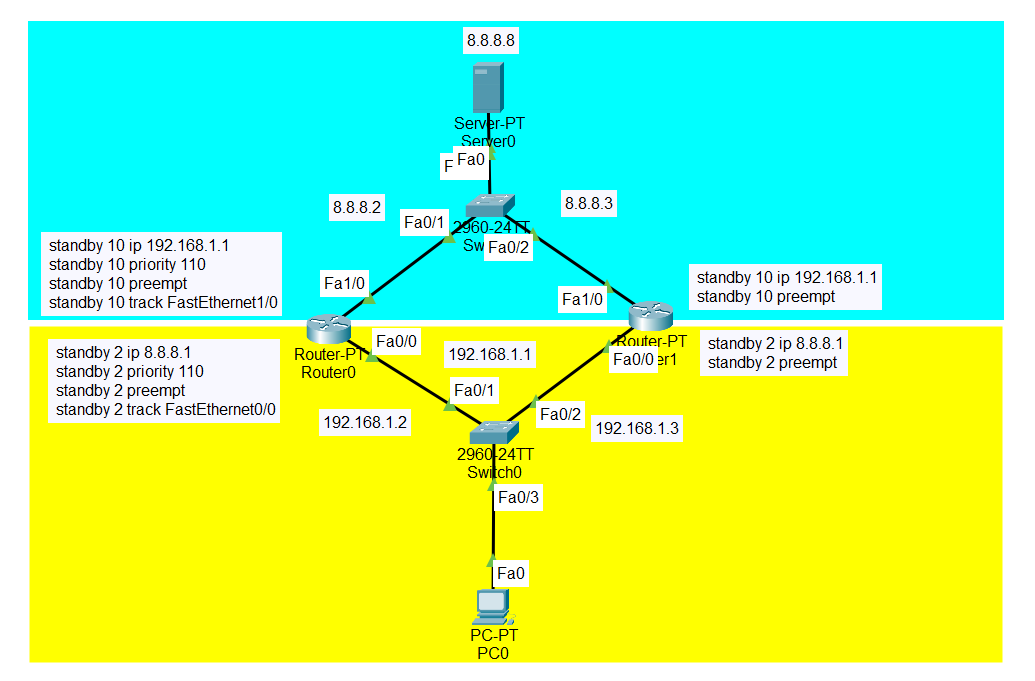 8.8.8.8
Server-PT
Server0
F
Fa0
8.8.8.2
8.8.8.3
Fa0/1
2960-24TT
Fa0/2
standby 10 ip 192.168.1.1
standby 10 priority 110
standby 10 preempt
standby 10 track FastEthernet1/0
Fa1/0
Fa1/0
standby 10 ip 192.168.1.1
standby 10 preempt
Router-PT
Router0
Fa0/0
Router-PT
Fa0/0
standby 2 ip 8.8.8.1
standby 2 priority 110
standby 2 preempt
standby 2 track FastEthernet0/0
192.168.1.1
standby 2 ip 8.8.8.1
standby 2 preempt
Fa0/1
Fa0/2
192.168.1.2
192.168.1.3
2960-24TT
Switch0
Fa0/3
Fa0
PC-PT
PC0